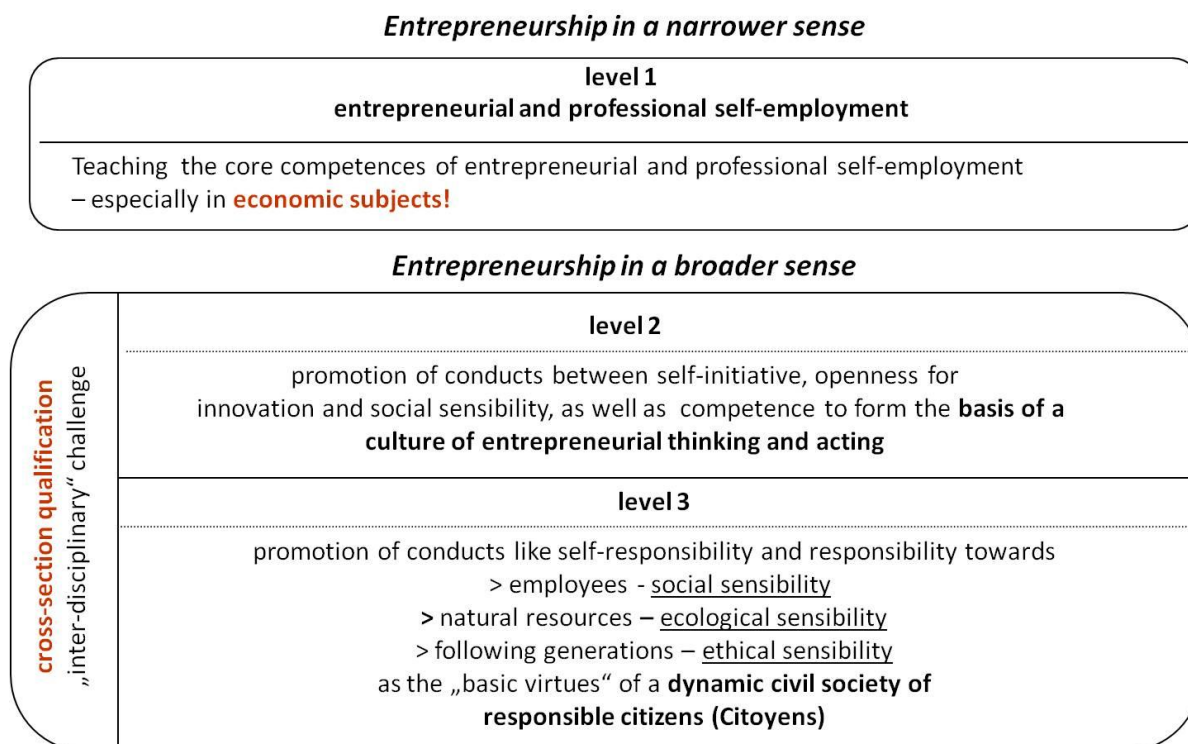 Entrepreneurship in a narrower sense
level 1
entrepreneurial and professional self-employment
Teaching the core competences of entrepreneurial and professional self-employment
– especially in economic subjects!
Entrepreneurship in a broader sense
cross-section qualification
„inter-disciplinary“ challenge
level 2
promotion of conducts between self-initiative, openness for
innovation and social sensibility, as well as competence to form the basis of a
culture of entrepreneurial thinking and acting
level 3
promotion of conducts like self-responsibility and responsibility towards
> employees - social sensibility
> natural resources – ecological sensibility
> following generations – ethical sensibility
as the „basic virtues“ of a dynamic civil society of
responsible citizens (Citoyens)